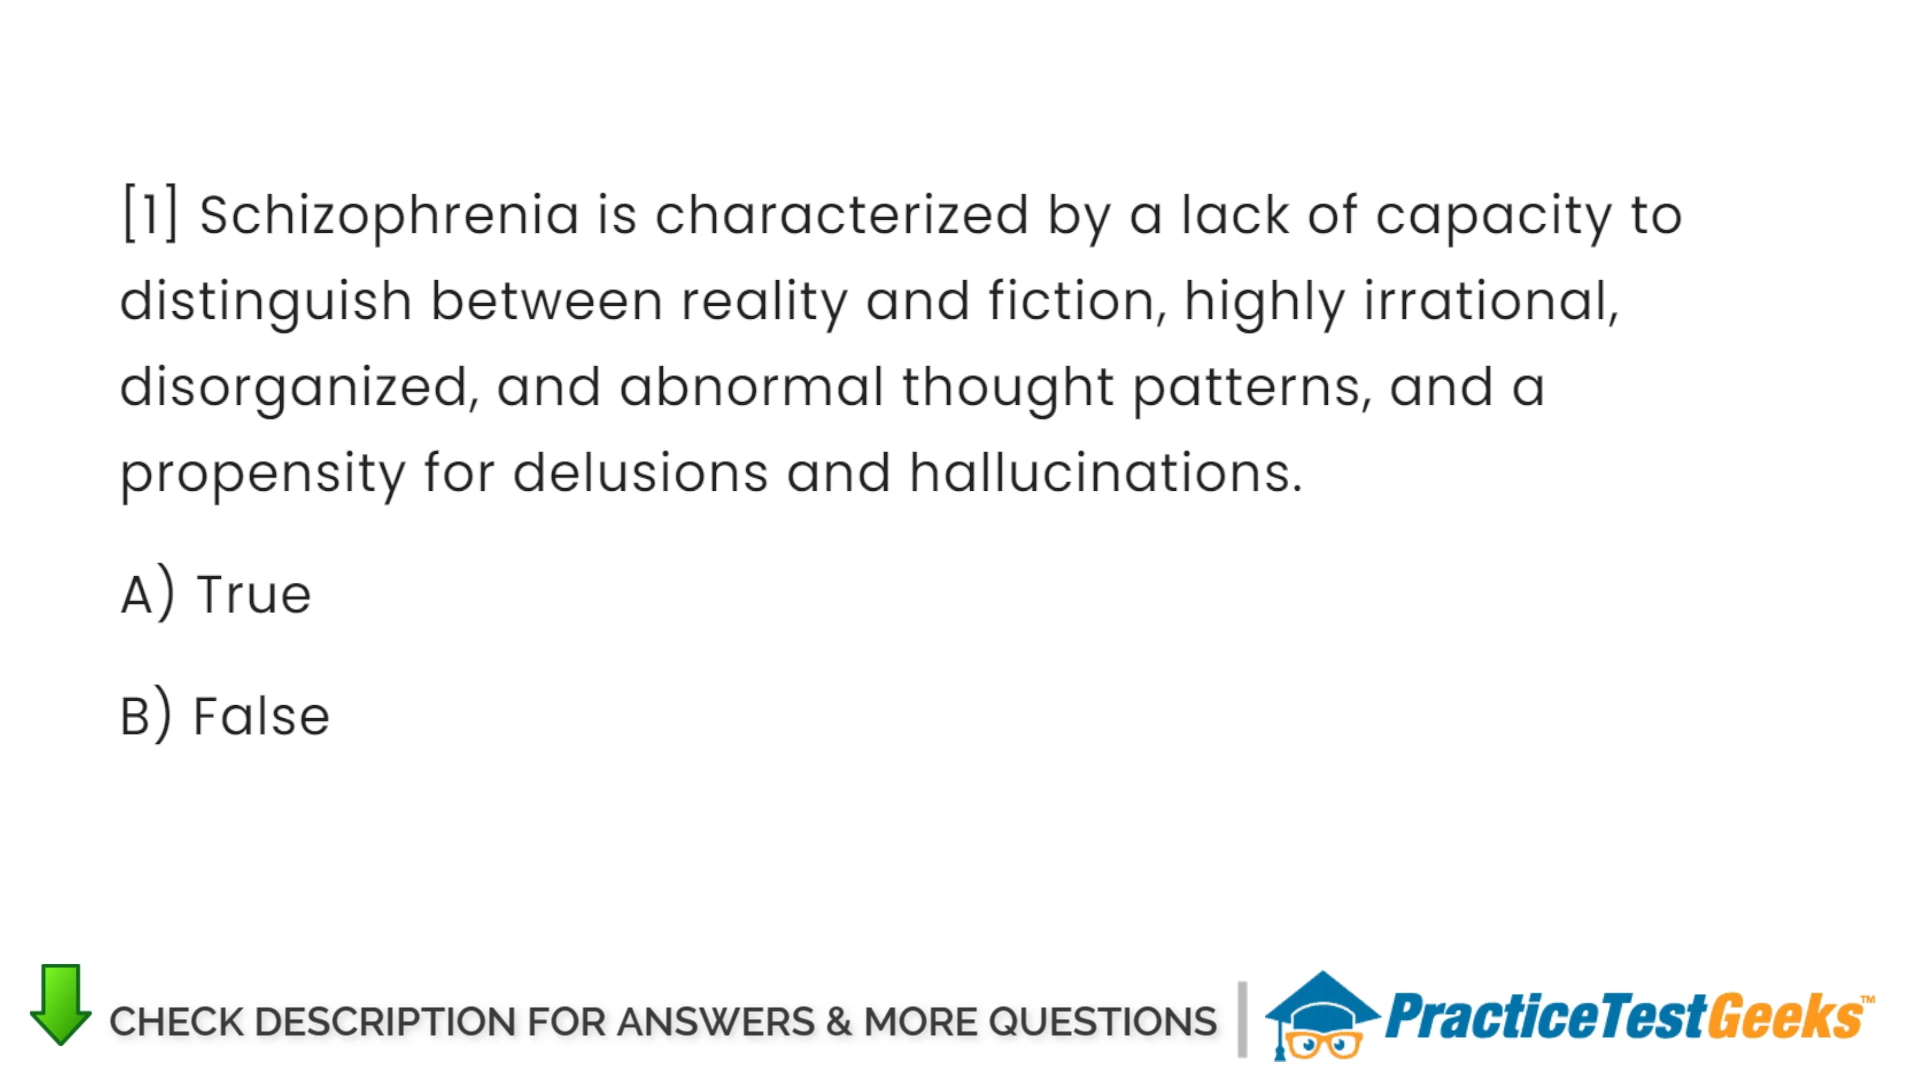 [1] Schizophrenia is characterized by a lack of capacity to
distinguish between reality and fiction, highly irrational,
disorganized, and abnormal thought patterns, and a
propensity for delusions and hallucinations.
A) True
B) False
CHECK DESCRIPTION FOR ANSWERS & MORE QUESTIONS
PracticeTestGeeks™